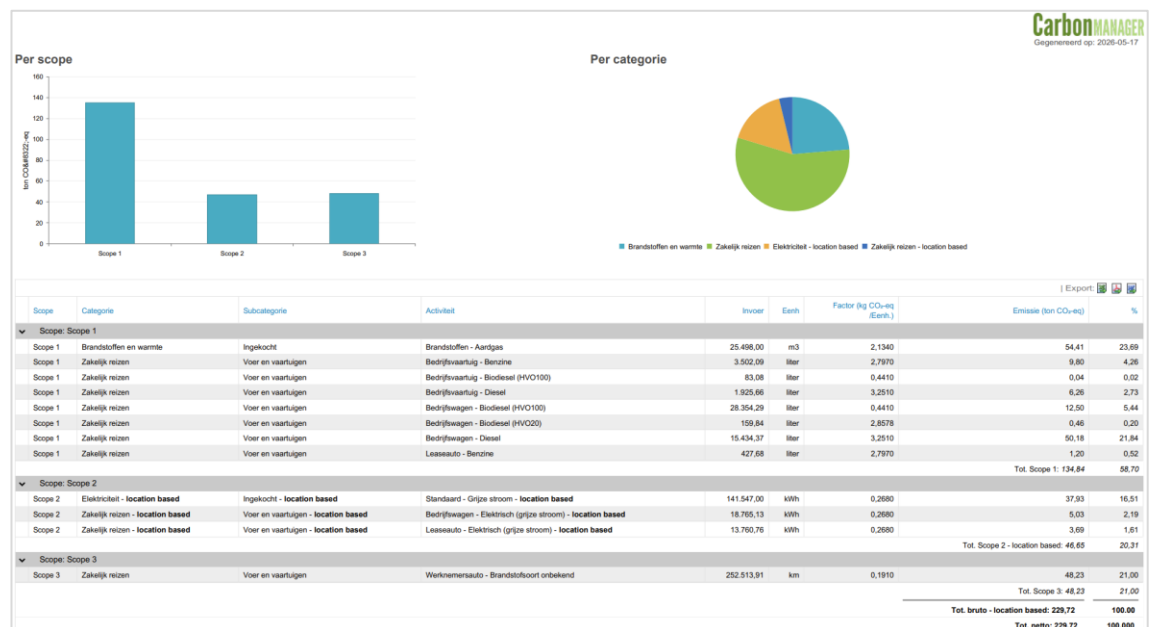 CarbonMANAGER
Gegenereerd op: 2026-05-17
Per scope
Per categorie
160
140
120
100
80
60
40
20
0
ton CO&#8322;-eq
Scope 1 Scope 2 Scope 3
Brandstoffen en warmte Zakelijk reizen Elektriciteit - location based Zakelijk reizen - location based
| Export:
Scope Categorie Subcategorie Activiteit Invoer Eenh Factor (kg CO₂-eq /Eenh.) Emissie (ton CO₂-eq) %
Scope: Scope 1
Scope 1 Brandstoffen en warmte Ingekocht Brandstoffen - Aardgas 25.498,00 m3 2,1340 54,41 23,69
Scope 1 Zakelijk reizen Voer en vaartuigen Bedrijfsvaartuig - Benzine 3.502,09 liter 2,7970 9,80 4,26
Scope 1 Zakelijk reizen Voer en vaartuigen Bedrijfsvaartuig - Biodiesel (HVO100) 83,08 liter 0,4410 0,04 0,02
Scope 1 Zakelijk reizen Voer en vaartuigen Bedrijfsvaartuig - Diesel 1.925,66 liter 3,2510 6,26 2,73
Scope 1 Zakelijk reizen Voer en vaartuigen Bedrijfswagen - Biodiesel (HVO100) 28.354,29 liter 0,4410 12,50 5,44
Scope 1 Zakelijk reizen Voer en vaartuigen Bedrijfswagen - Biodiesel (HVO20) 159,84 liter 2,8578 0,46 0,20
Scope 1 Zakelijk reizen Voer en vaartuigen Bedrijfswagen - Diesel 15.434,37 liter 3,2510 50,18 21,84
Scope 1 Zakelijk reizen Voer en vaartuigen Leaseauto - Benzine 427,68 liter 2,7970 1,20 0,52
Tot. Scope 1: 134,84 58,70
Scope: Scope 2
Scope 2 Elektriciteit - location based Ingekocht - location based Standaard - Grijze stroom - location based 141.547,00 kWh 0,2680 37,93 16,51
Scope 2 Zakelijk reizen - location based Voer en vaartuigen - location based Bedrijfswagen - Elektrisch (grijze stroom) - location based 18.765,13 kWh 0,2680 5,03 2,19
Scope 2 Zakelijk reizen - location based Voer en vaartuigen - location based Leaseauto - Elektrisch (grijze stroom) - location based 13.760,76 kWh 0,2680 3,69 1,61
Tot. Scope 2 - location based: 46,65 20,31
Scope: Scope 3
Scope 3 Zakelijk reizen Voer en vaartuigen Werknemersauto - Brandstofsoort onbekend 252.513,91 km 0,1910 48,23 21,00
Tot. Scope 3: 48,23 21,00
Tot. bruto - location based: 229,72 100.00
Tot. netto: 229,72 100,000